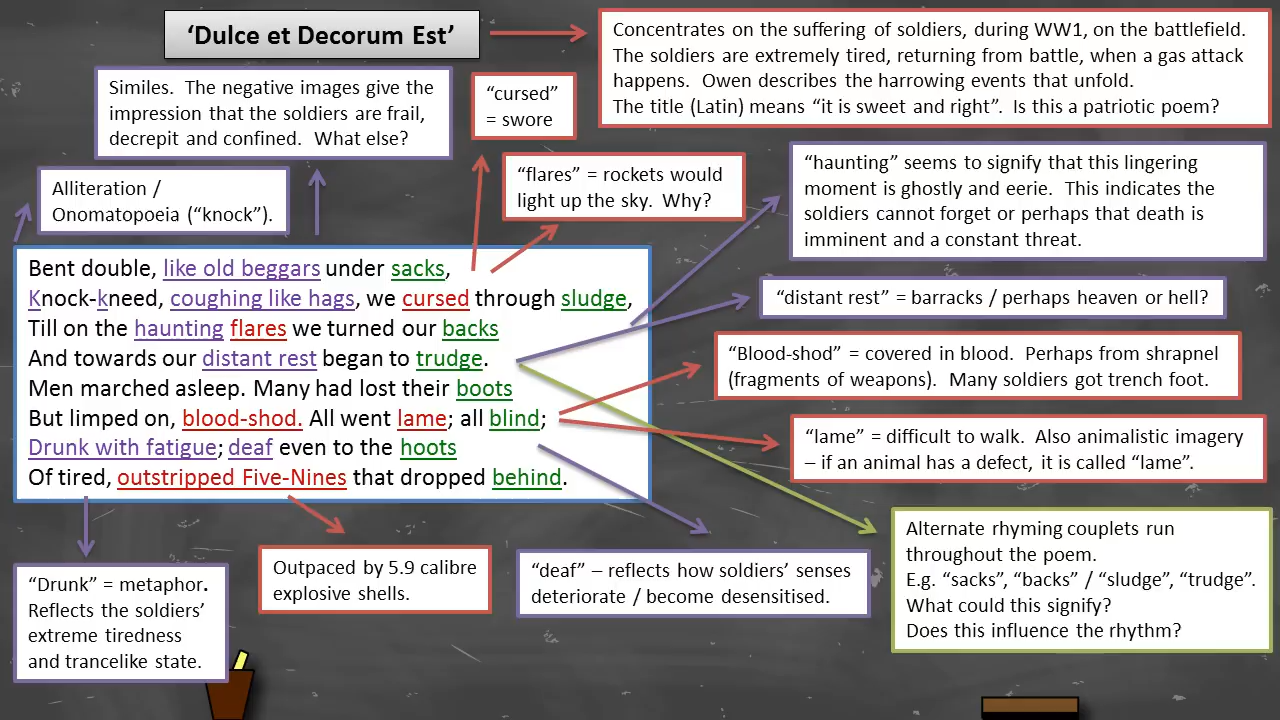 ‘Dulce et Decorum Est’
Concentrates on the suffering of soldiers, during WW1, on the battlefield.
The soldiers are extremely tired, returning from battle, when a gas attack
happens. Owen describes the harrowing events that unfold.
The title (Latin) means “it is sweet and right”. Is this a patriotic poem?
Similes. The negative images give the
impression that the soldiers are frail,
decrepit and confined. What else?
“cursed”
= swore
Alliteration /
Onomatopoeia (“knock”).
“flares” = rockets would
light up the sky. Why?
“haunting” seems to signify that this lingering
moment is ghostly and eerie. This indicates the
soldiers cannot forget or perhaps that death is
imminent and a constant threat.
Bent double, like old beggars under sacks,
Knock-kneed, coughing like hags, we cursed through sludge,
Till on the haunting flares we turned our backs
And towards our distant rest began to trudge.
Men marched asleep. Many had lost their boots
But limped on, blood-shod. All went lame; all blind;
Drunk with fatigue; deaf even to the hoots
Of tired, outstripped Five-Nines that dropped behind.
“distant rest” = barracks / perhaps heaven or hell?
“Blood-shod” = covered in blood. Perhaps from shrapnel
(fragments of weapons). Many soldiers got trench foot.
“lame” = difficult to walk. Also animalistic imagery
– if an animal has a defect, it is called “lame”.
“Drunk” = metaphor.
Reflects the soldiers’
extreme tiredness
and trancelike state.
Outpaced by 5.9 calibre
explosive shells.
“deaf” – reflects how soldiers’ senses
deteriorate / become desensitised.
Alternate rhyming couplets run
throughout the poem.
E.g. “sacks”, “backs” / “sludge”, “trudge”.
What could this signify?
Does this influence the rhythm?